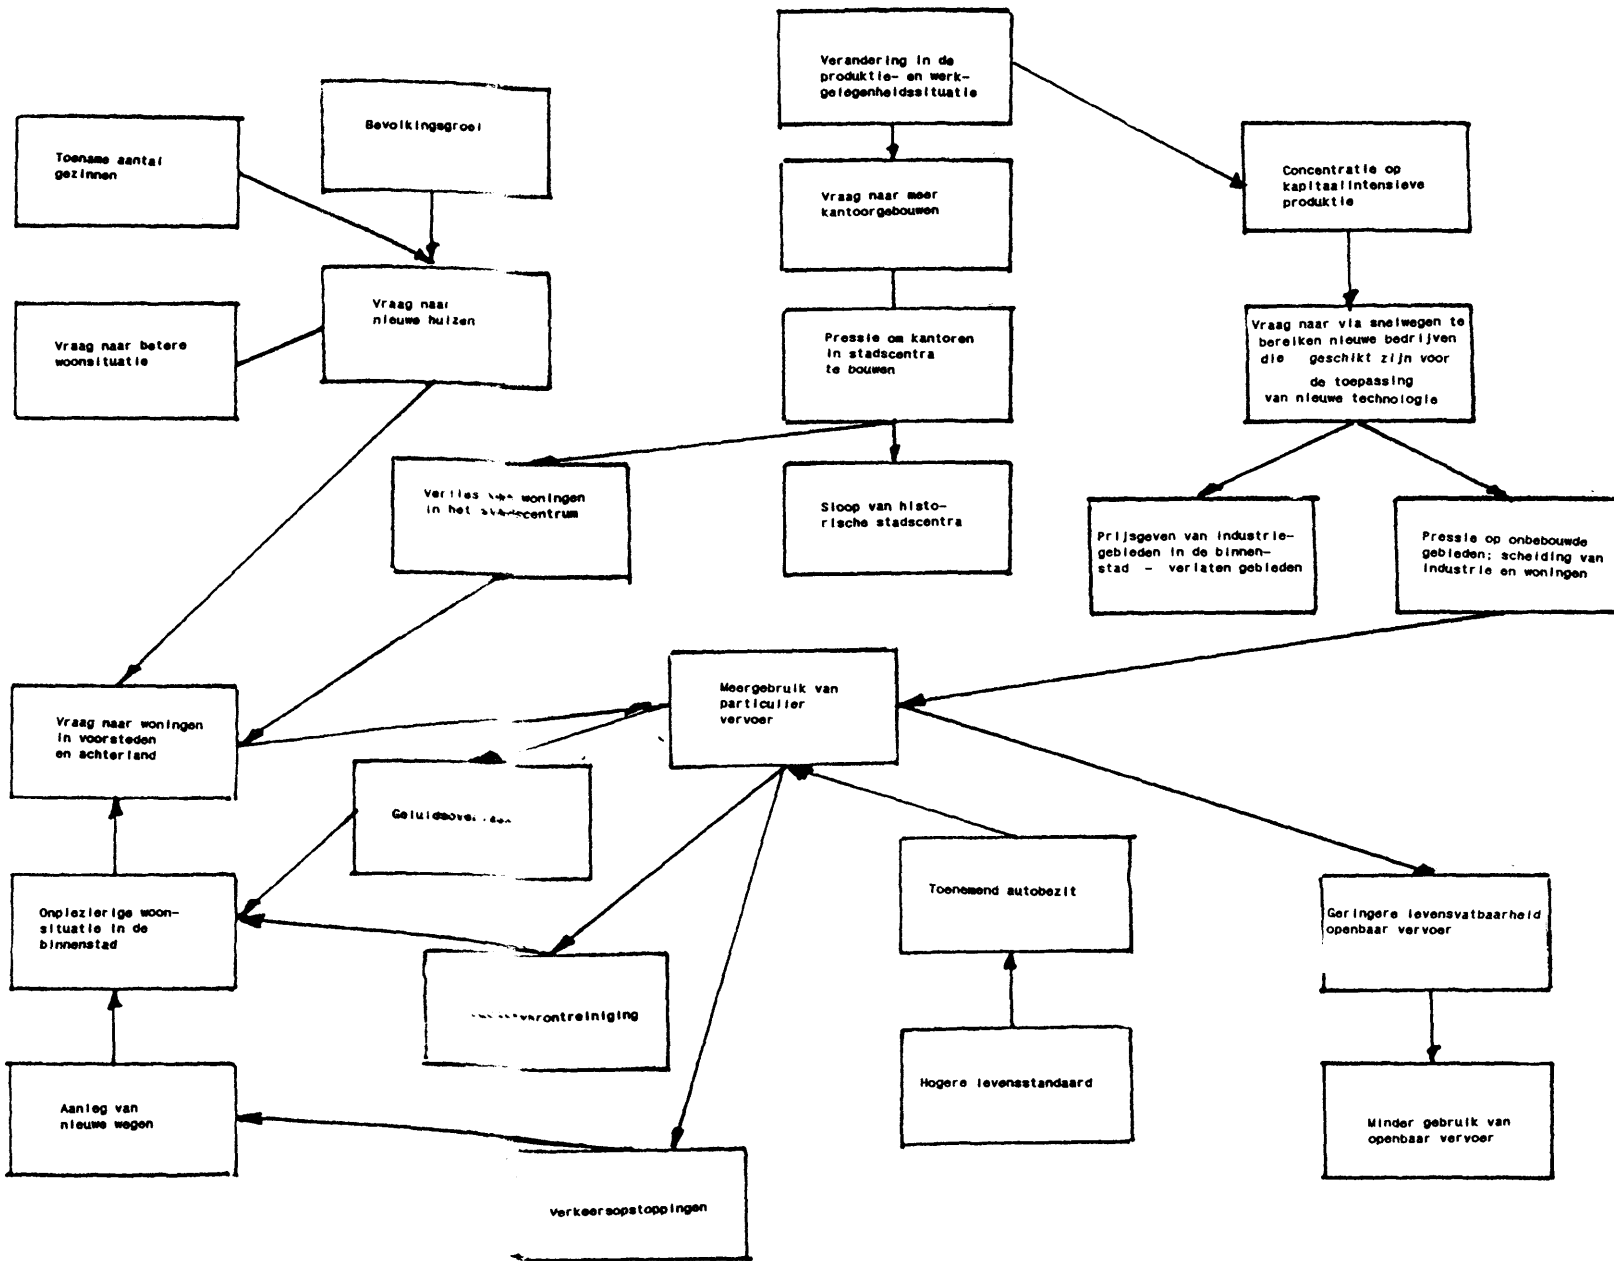 Verandering in de
produktie- en werk-
gelegenheidssituatie
Bevolkingsgroei
Toename aantal
gezinnen
Concentratie op
kapitaalintensieve
produktie
Vraag naar meer
kantoorgebouwen
Vraag naar
nieuwe huizen
Vraag naar betere
woonsituatie
Pressie om kantoren
in stadscentra
te bouwen
Vraag naar via snelwegen te
bereiken nieuwe bedrijven
die geschikt zijn voor
de toepassing
van nieuwe technologie
Verlies van woningen
in het stadscentrum
Sloop van histo-
rische stadscentra
Prijsgeven van industrie-
gebieden in de binnen-
stad - verlaten gebieden
Pressie op onbebouwde
gebieden; scheiding van
industrie en woningen
Meergebruik van
particulier
vervoer
Vraag naar woningen
in voorsteden
en achterland
Toenemend autobezit
Geringere levensvatbaarheid
openbaar vervoer
Onplezierige woon-
situatie in de
binnenstad
Hogere levensstandaard
Aanleg van
nieuwe wegen
Minder gebruik van
openbaar vervoer
Verkeersopstoppingen